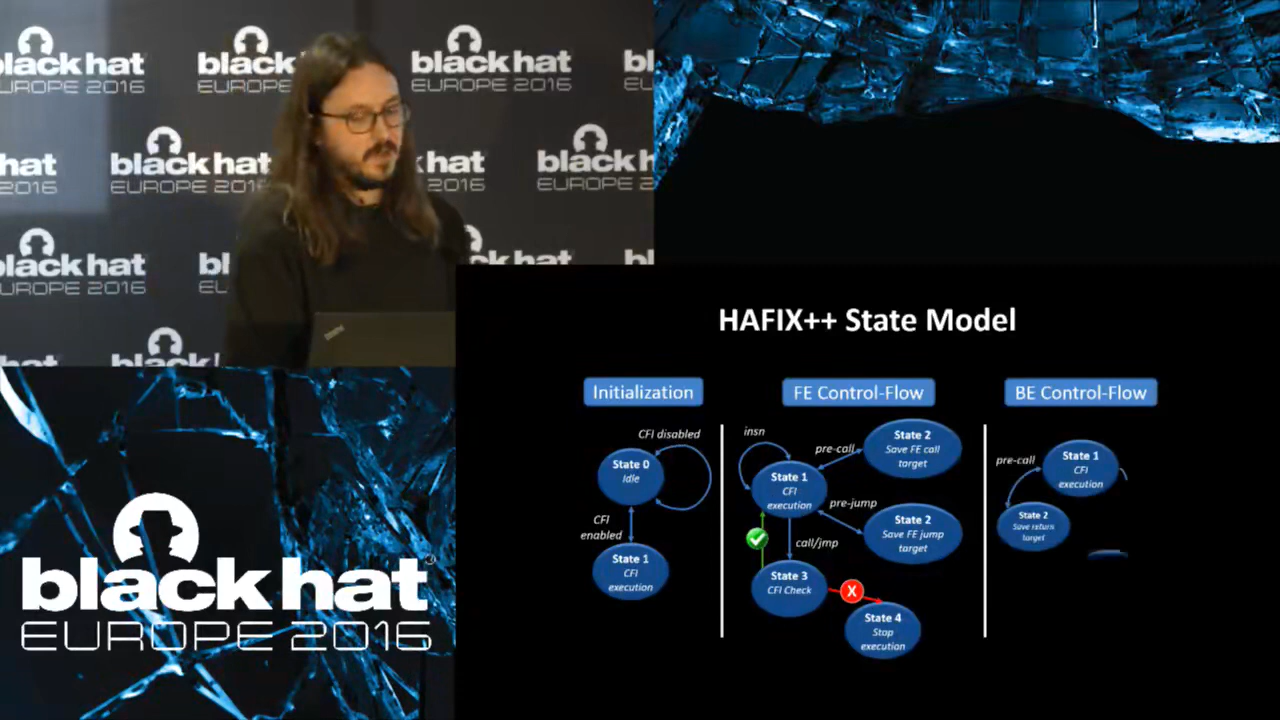 black hat
EUROPE 2016
black hat
EUROPE 2016
black hat
EUROPE 2016
black hat
EUROPE 2016
hat
2016
black hat
EUROPE 2016
hat
2016
black hat
EUROPE 2016
black hat
EUROPE 2016
black hat
HAFIX++ State Model
Initialization
CFI disabled
State 0
Idle
CFI
enabled
State 1
CFI
execution
FE Control-Flow
insn
pre-call
State 2
Save FE call
target
State 1
CFI
execution
pre-jump
State 2
Save FE jump
target
call/jmp
State 3
CFI Check
X
State 4
Stop
execution
BE Control-Flow
pre-call
State 1
CFI
execution
State 2
Save return
target
black hat®
EUROPE 2016